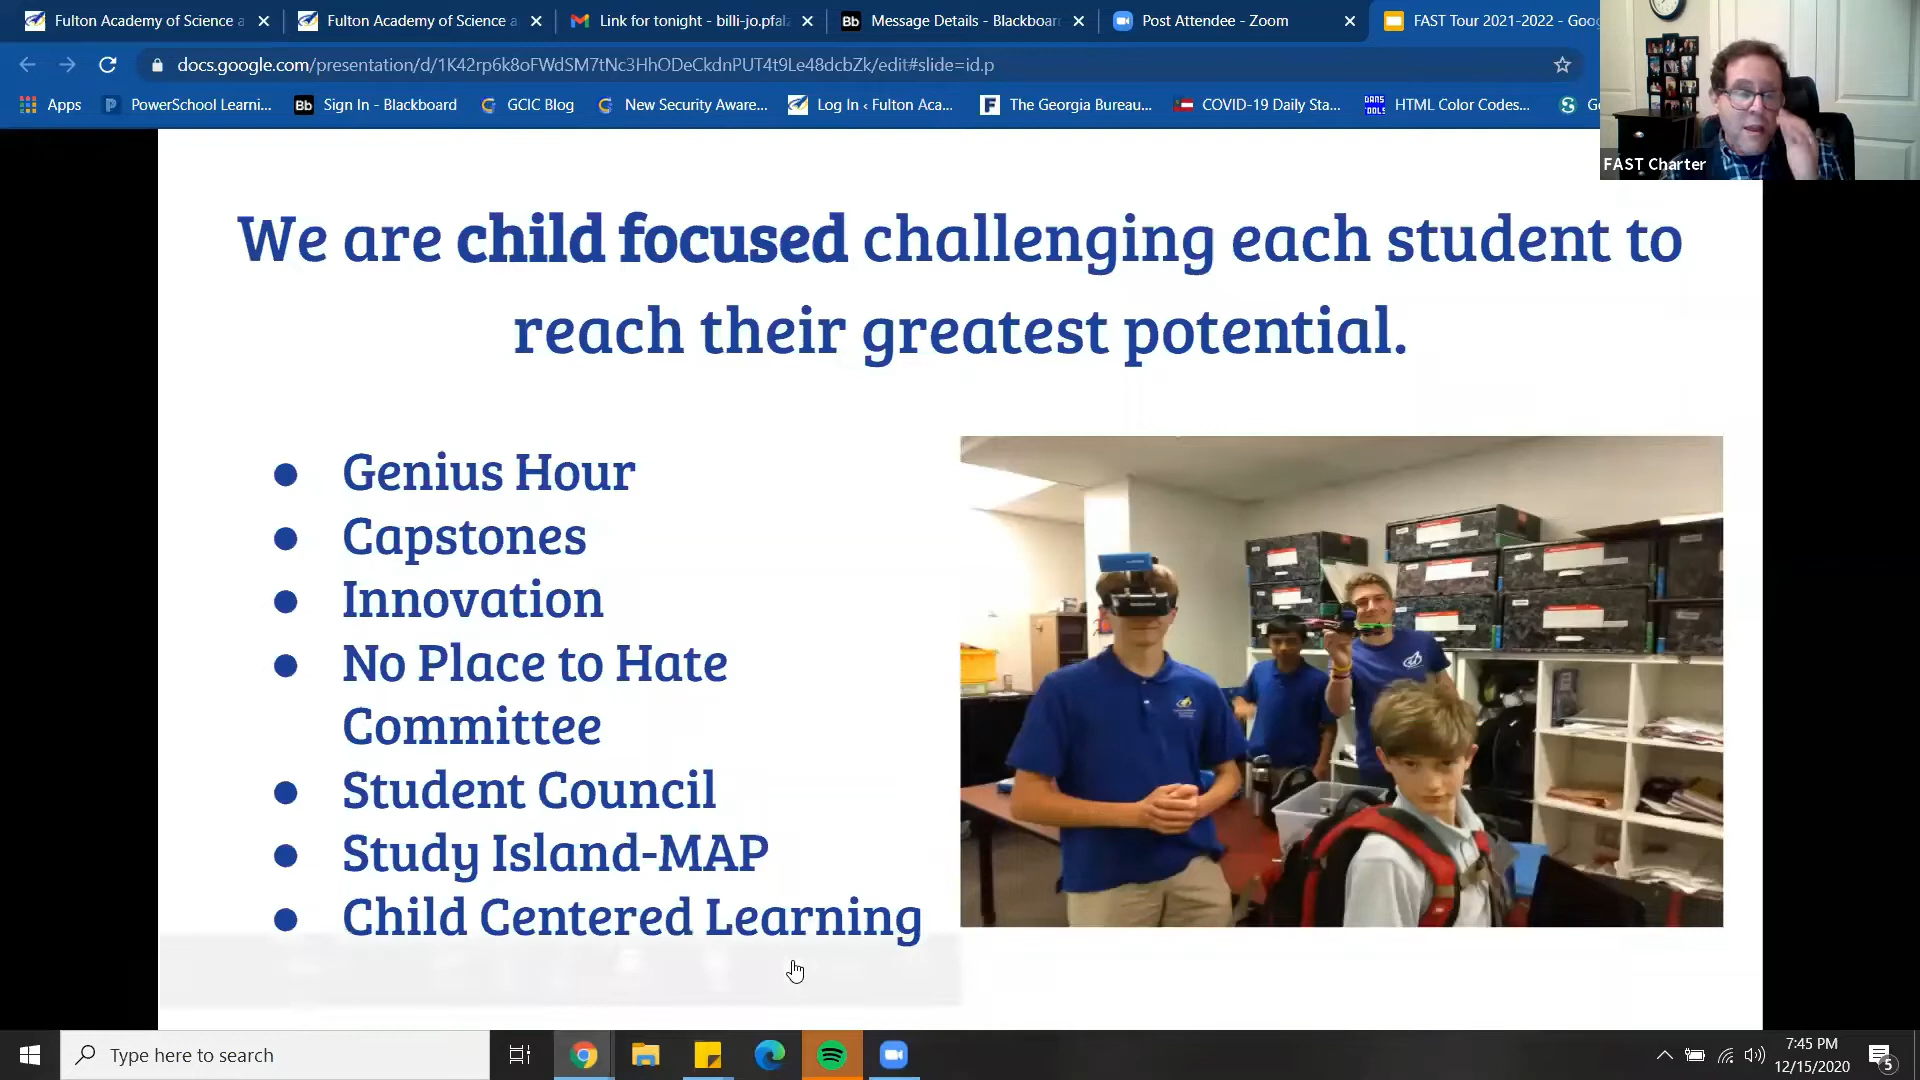 Fulton Academy of Science a
Fulton Academy of Science a
Link for tonight - billi-jo.pfalz
Bb
Message Details - Blackboar
Post Attendee - Zoom
FAST Tour 2021-2022 - Goo
docs.google.com/presentation/d/1K42rp6k8oFWdSM7tNc3HhODeCkdnPUT4t9Le48dcbZk/edit#slide=id.p
Apps
PowerSchool Learni...
Bb
Sign In - Blackboard
GCIC Blog
New Security Aware...
Log In ‹ Fulton Aca...
F
The Georgia Bureau...
COVID-19 Daily Sta...
HTML Color Codes...
FAST Charter
We are child focused challenging each student to
reach their greatest potential.
● Genius Hour
● Capstones
● Innovation
● No Place to Hate
Committee
● Student Council
● Study Island-MAP
● Child Centered Learning
Type here to search
7:45 PM
12/15/2020
5